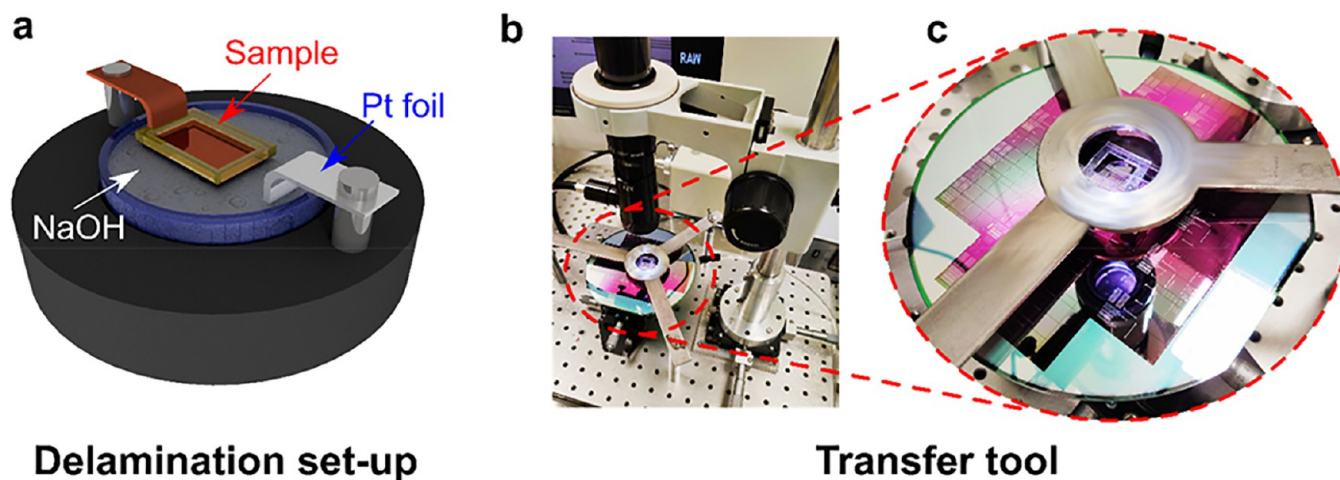 a
Sample
Pt foil
NaOH
b
RAW
c
Delamination set-up
Transfer tool